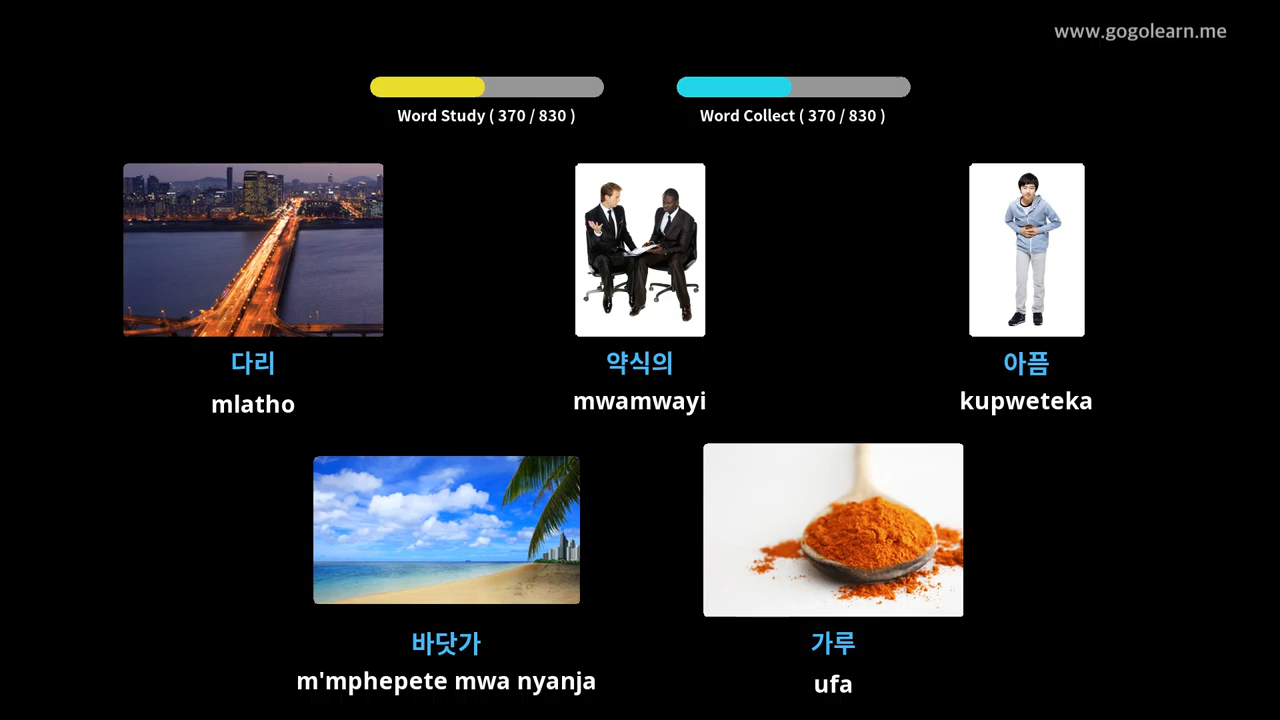 www.gogolearn.me
Word Study ( 370 / 830 )
Word Collect ( 370 / 830 )
다리
mlatho
약식의
mwamwayi
아픔
kupweteka
바닷가
m'mphepete mwa nyanja
가루
ufa